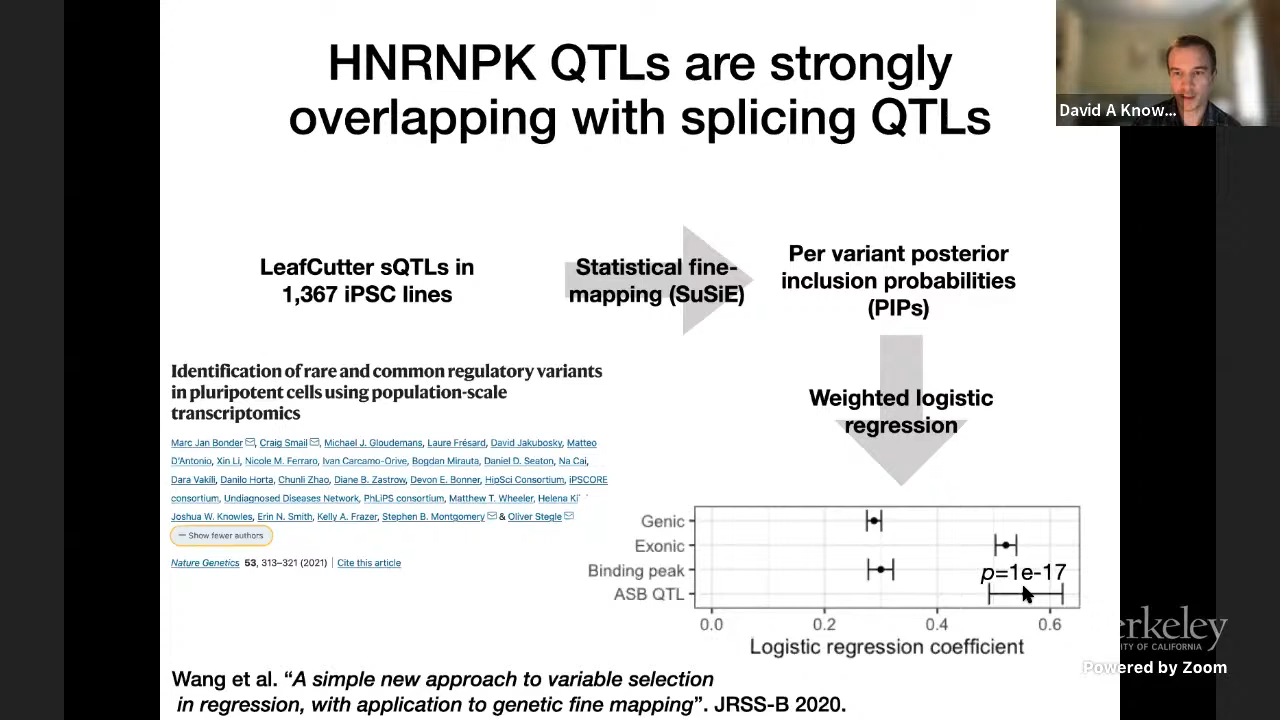 HNRNPK QTLs are strongly
overlapping with splicing QTLs
David A Know...
LeafCutter sQTLs in
1,367 iPSC lines
Statistical fine-
mapping (SuSiE)
Per variant posterior
inclusion probabilities
(PIPs)
Weighted logistic
regression
Identification of rare and common regulatory variants
in pluripotent cells using population-scale
transcriptomics
Marc Jan Bonder, Craig Smail, Michael J. Gloudemans, Laure Frésard, David Jakubosky, Matteo
D'Antonio, Xin Li, Nicole M. Ferraro, Ivan Carcamo-Orive, Bogdan Mirauta, Daniel D. Seaton, Na Cai,
Dara Vakili, Danilo Horta, Chunli Zhao, Diane B. Zastrow, Devon E. Bonner, HipSci Consortium, iPSCORE
consortium, Undiagnosed Diseases Network, PhLiPS consortium, Matthew T. Wheeler, Helena
Joshua W. Knowles, Erin N. Smith, Kelly A. Frazer, Stephen B. Montgomery & Oliver Stegle
− Show fewer authors
Nature Genetics 53, 313–321 (2021) | Cite this article
Genic
Exonic
Binding peak
ASB QTL
p=1e-17
0.0 0.2 0.4 0.6
Logistic regression coefficient
Wang et al. “A simple new approach to variable selection
in regression, with application to genetic fine mapping”. JRSS-B 2020.
erkeley
ITY OF CALIFORNIA
Powered by Zoom